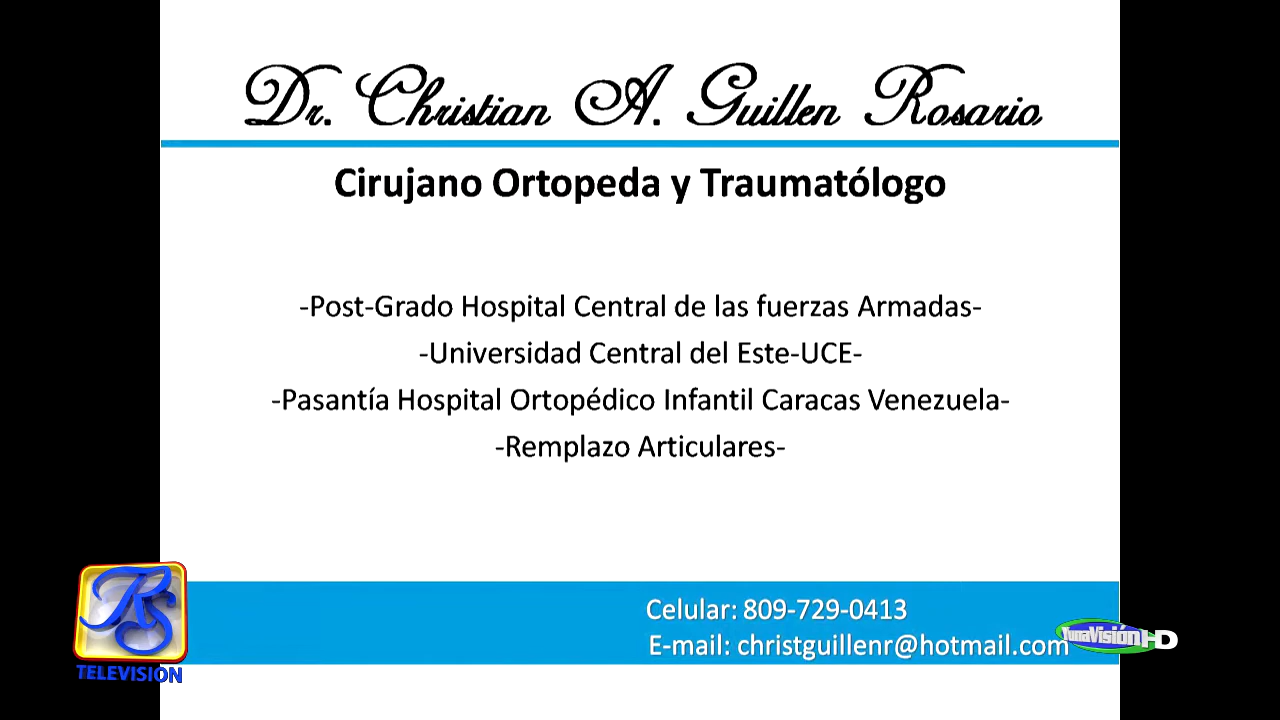 Dr. Christian A. Guillen Rosario
Cirujano Ortopeda y Traumatólogo
-Post-Grado Hospital Central de las fuerzas Armadas-
-Universidad Central del Este-UCE-
-Pasantía Hospital Ortopédico Infantil Caracas Venezuela-
-Remplazo Articulares-
Celular: 809-729-0413
E-mail: christguillenr@hotmail.com
RS
TELEVISION
YunaVisión HD